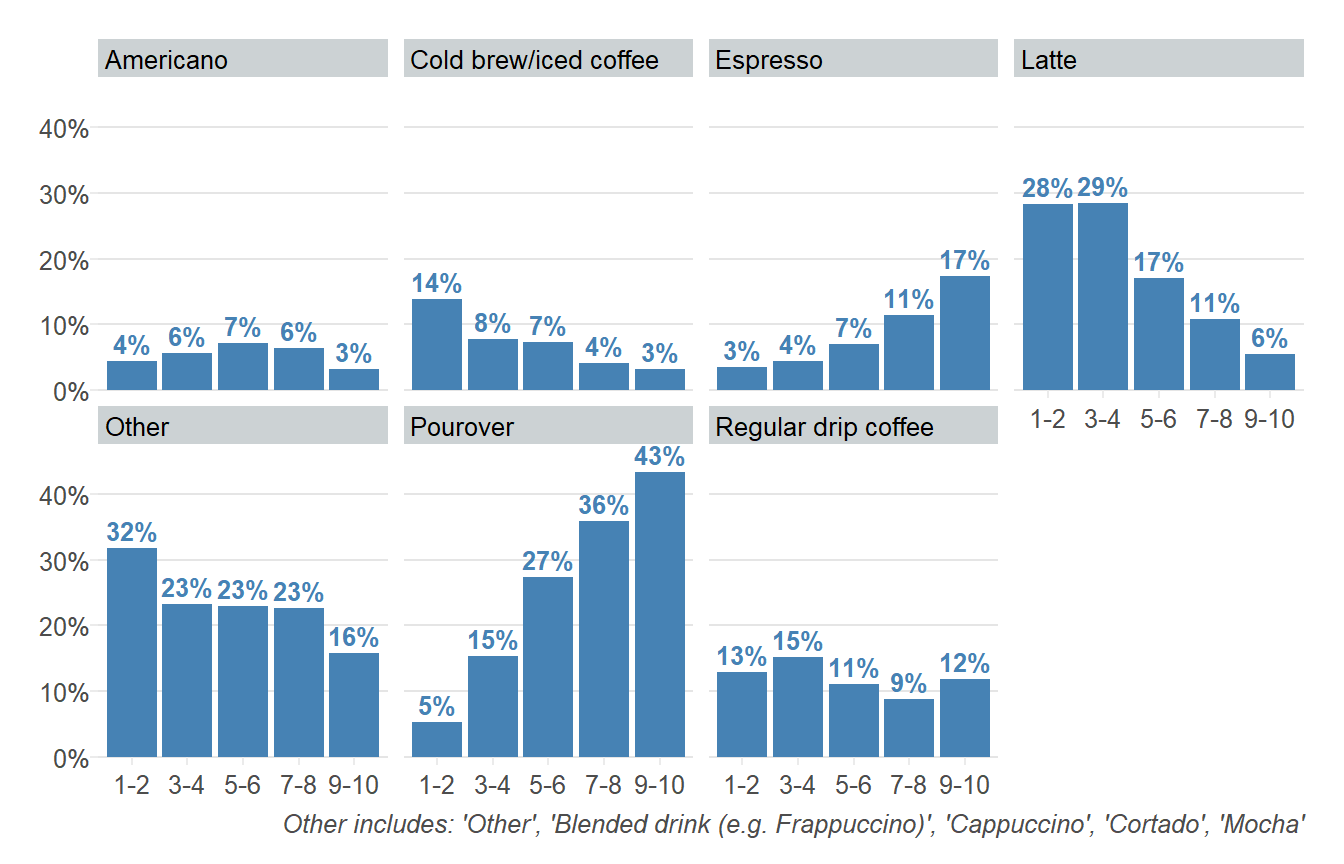 Americano
Cold brew/iced coffee
Espresso
Latte
40%
30%
20%
10%
0%
4% 6% 7% 6% 3%
14% 8% 7% 4% 3%
3% 4% 7% 11% 17%
28% 29% 17% 11% 6%
1-2 3-4 5-6 7-8 9-10
Other
Pourover
Regular drip coffee
40%
30%
20%
10%
0%
32% 23% 23% 23% 16%
5% 15% 27% 36% 43%
13% 15% 11% 9% 12%
1-2 3-4 5-6 7-8 9-10
1-2 3-4 5-6 7-8 9-10
1-2 3-4 5-6 7-8 9-10
Other includes: 'Other', 'Blended drink (e.g. Frappuccino)', 'Cappuccino', 'Cortado', 'Mocha'